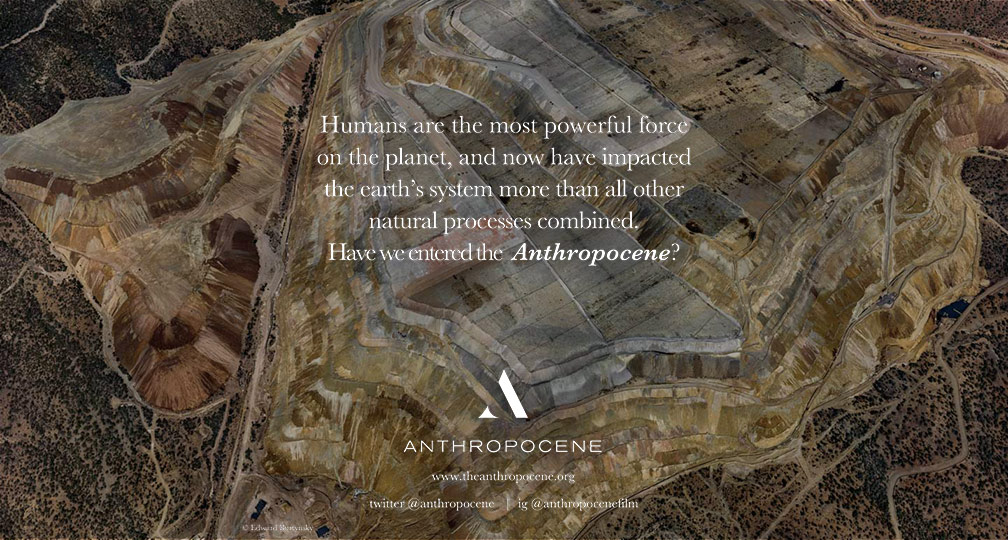 Humans are the most powerful force
on the planet, and now have impacted
the earth's system more than all other
natural processes combined.
Have we entered the Anthropocene?
ANTHROPOCENE
www.theanthropocene.org
twitter @anthropocene | ig @anthropocenefilm
© Edward Burtynsky